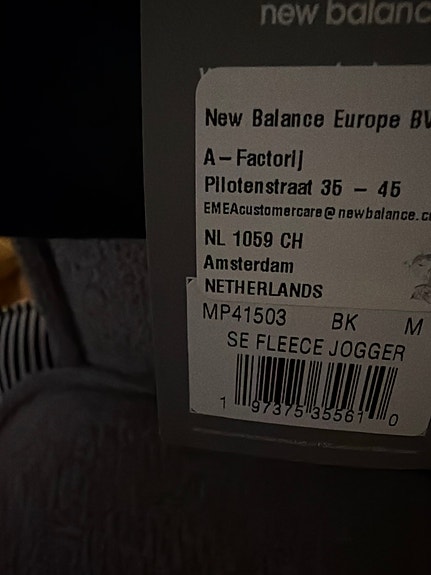 new balanc
New Balance Europe BV
A-Factorij
Pilotenstraat 35 - 45
EMEAcustomercare@newbalance.c
NL 1059 CH
Amsterdam
NETHERLANDS
MP41503 BK M
SE FLEECE JOGGER
1 97375 35561 0